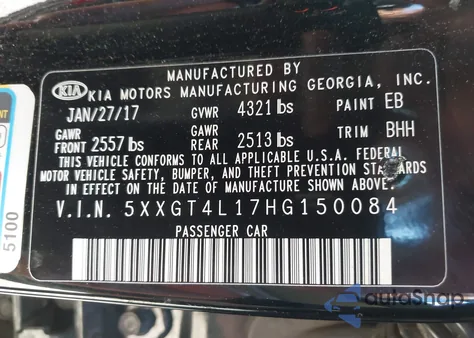 MANUFACTURED BY
KIA KIA MOTORS MANUFACTURING GEORGIA, INC.
JAN/27/17 GVWR 4321 lbs PAINT EB
GAWR FRONT 2557 lbs GAWR REAR 2513 lbs TRIM BHH
THIS VEHICLE CONFORMS TO ALL APPLICABLE U.S.A. FEDERAL
MOTOR VEHICLE SAFETY, BUMPER, AND THEFT PREVENTION STANDARDS
IN EFFECT ON THE DATE OF MANUFACTURE SHOWN ABOVE.
V.I.N. 5XXGT4L17HG150084
PASSENGER CAR
5100
autoSnap